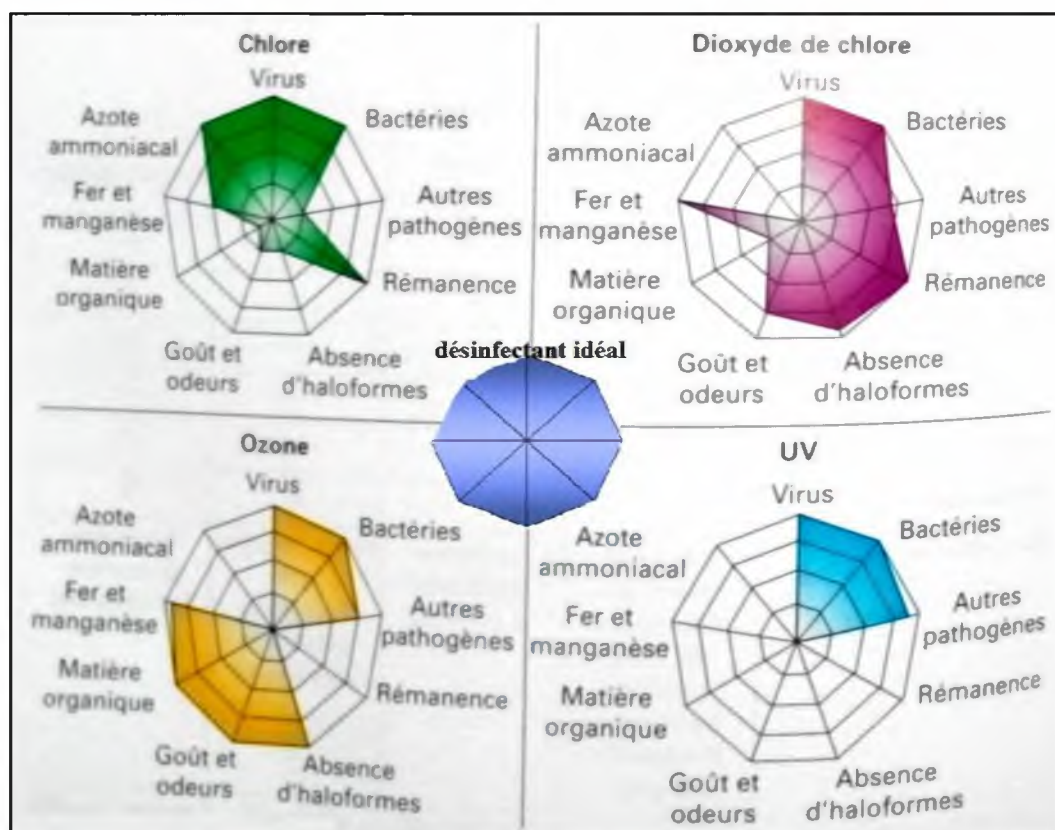 Chlore
Virus
Bactéries
Autres
pathogènes
Rémanence
Absence
d'haloformes
Goût et
odeurs
Matière
organique
Fer et
manganèse
Azote
ammoniacal
Dioxyde de chlore
Virus
Bactéries
Autres
pathogènes
Rémanence
Absence
d'haloformes
Goût et
odeurs
Matière
organique
Fer et
manganèse
Azote
ammoniacal
désinfectant idéal
Ozone
Virus
Bactéries
Autres
pathogènes
Rémanence
Absence
d'haloformes
Goût et
odeurs
Matière
organique
Fer et
manganèse
Azote
ammoniacal
UV
Virus
Bactéries
Autres
pathogènes
Rémanence
Absence
d'haloformes
Goût et
odeurs
Matière
organique
Fer et
manganèse
Azote
ammoniacal